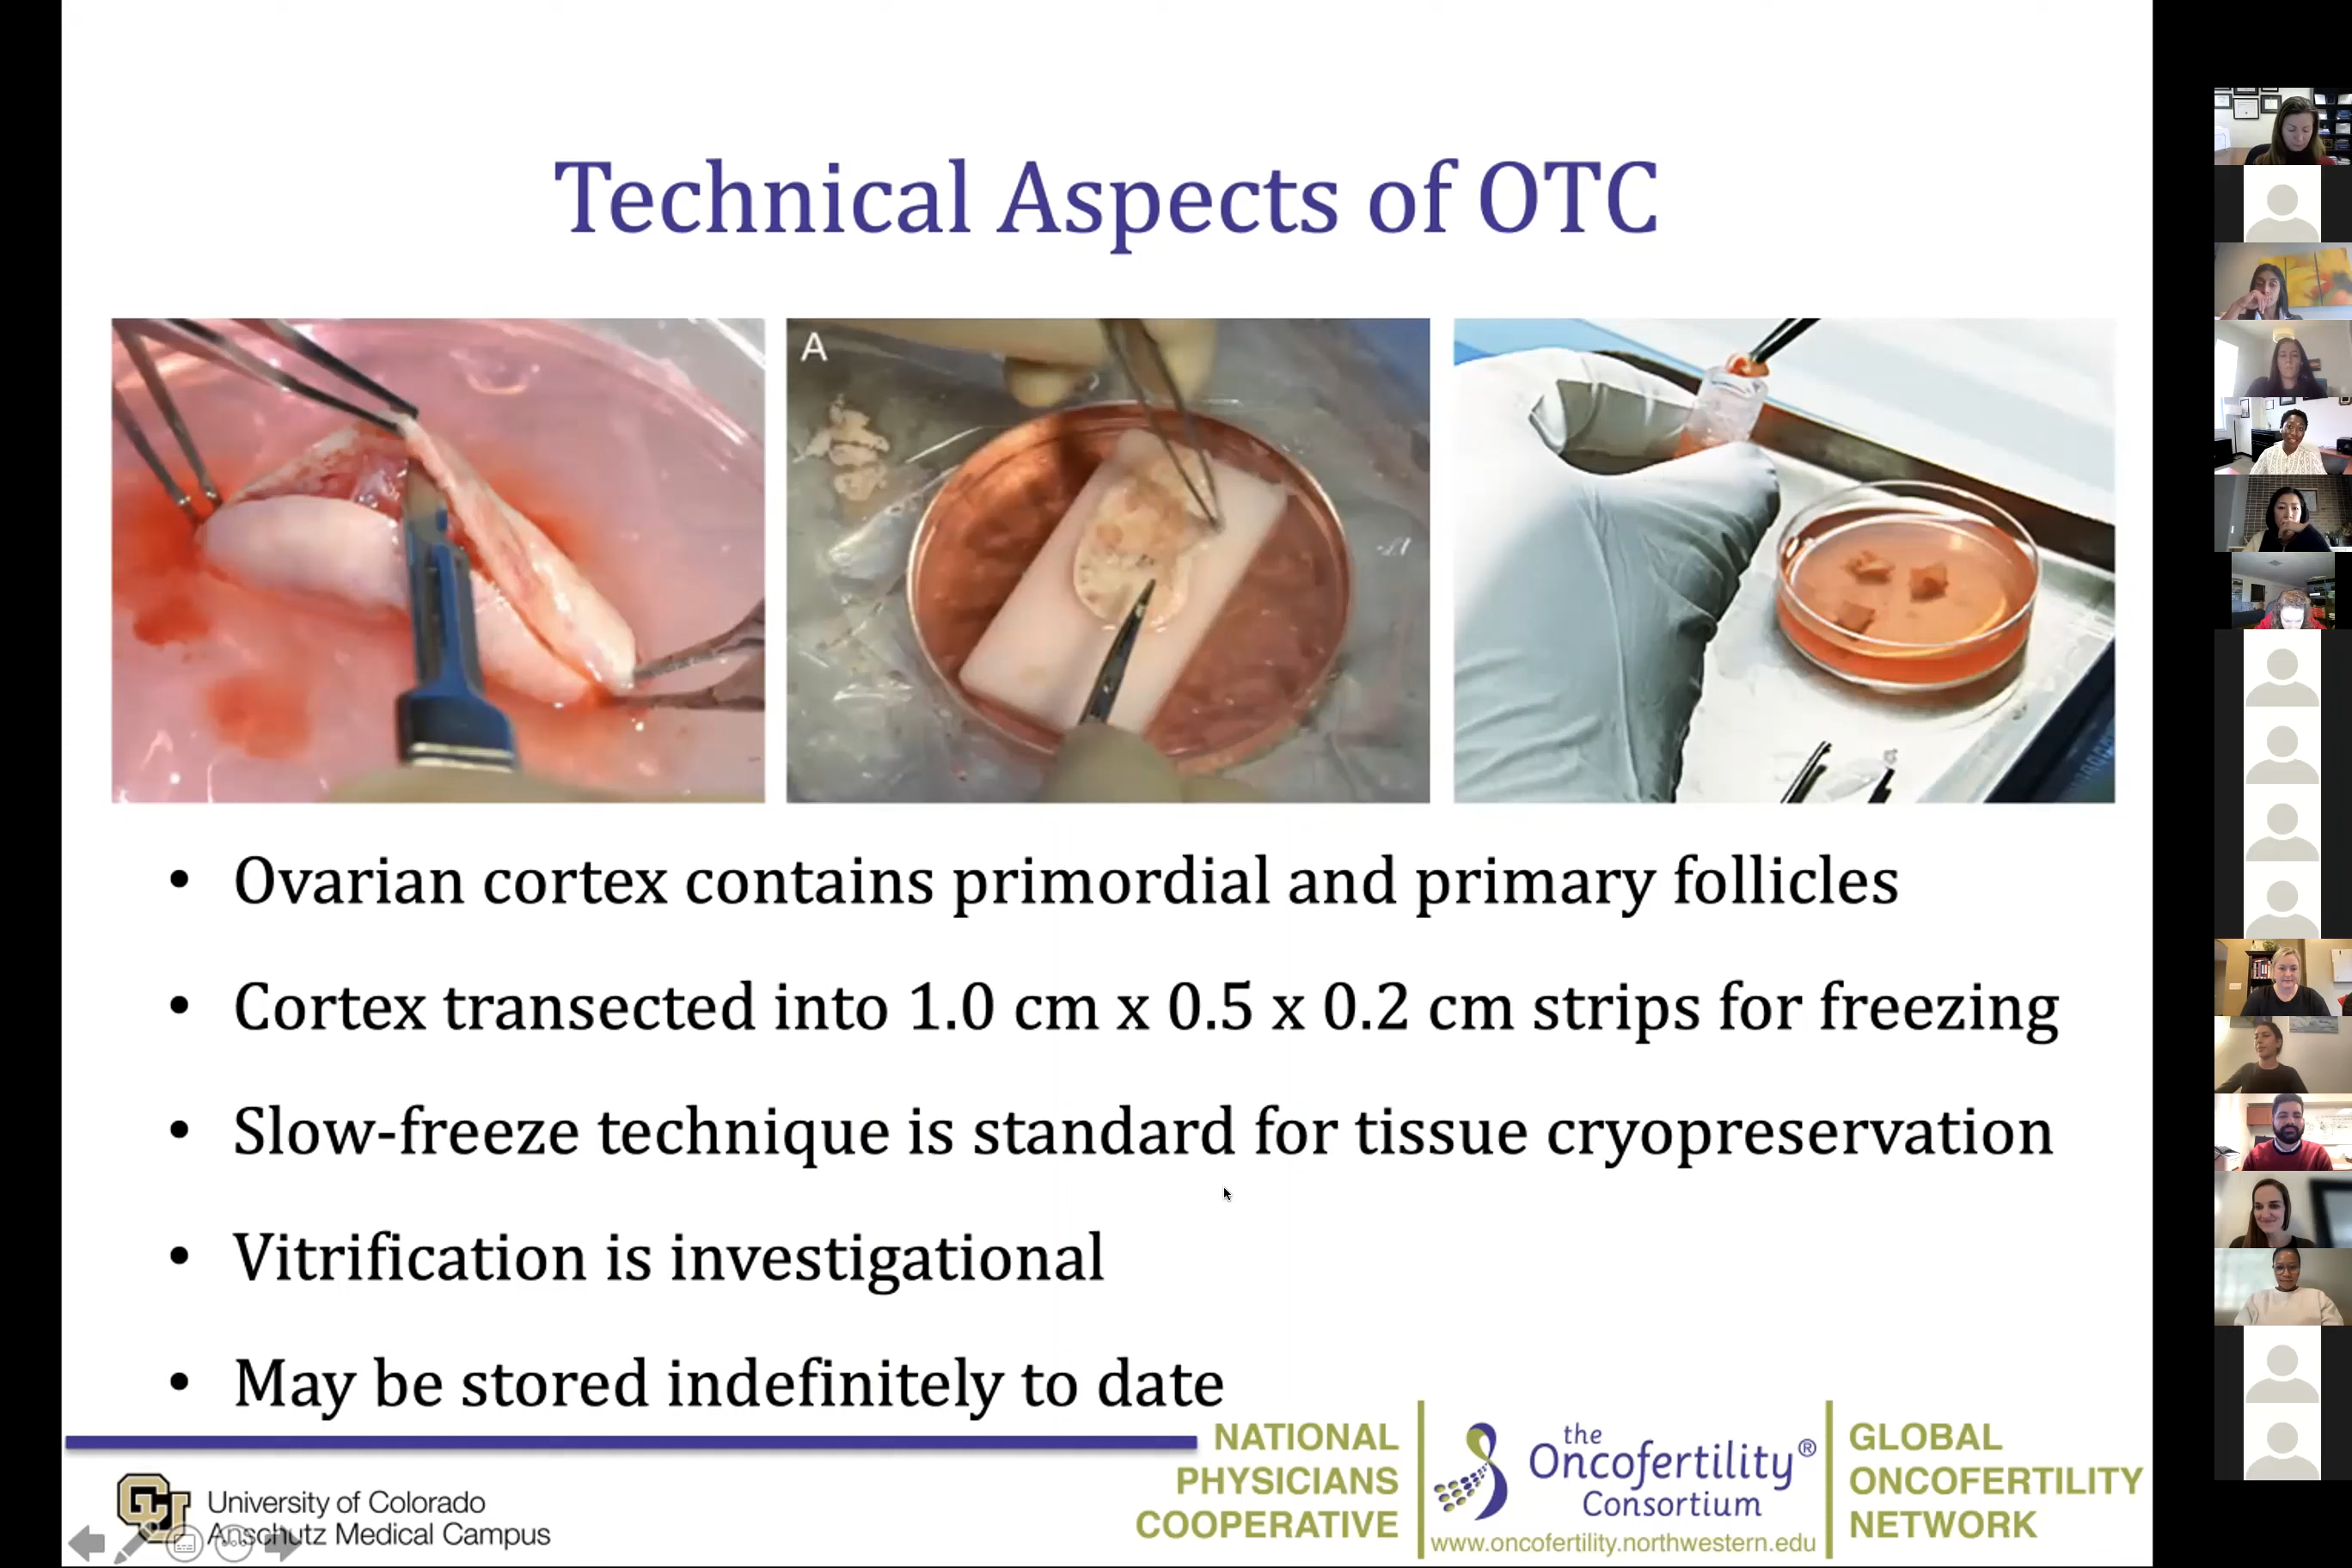 Technical Aspects of OTC
A
• Ovarian cortex contains primordial and primary follicles
• Cortex transected into 1.0 cm x 0.5 x 0.2 cm strips for freezing
• Slow-freeze technique is standard for tissue cryopreservation
• Vitrification is investigational
• May be stored indefinitely to date
University of Colorado
Anschutz Medical Campus
NATIONAL
PHYSICIANS
COOPERATIVE
the
Oncofertility®
Consortium
www.oncofertility.northwestern.edu
GLOBAL
ONCOFERTILITY
NETWORK